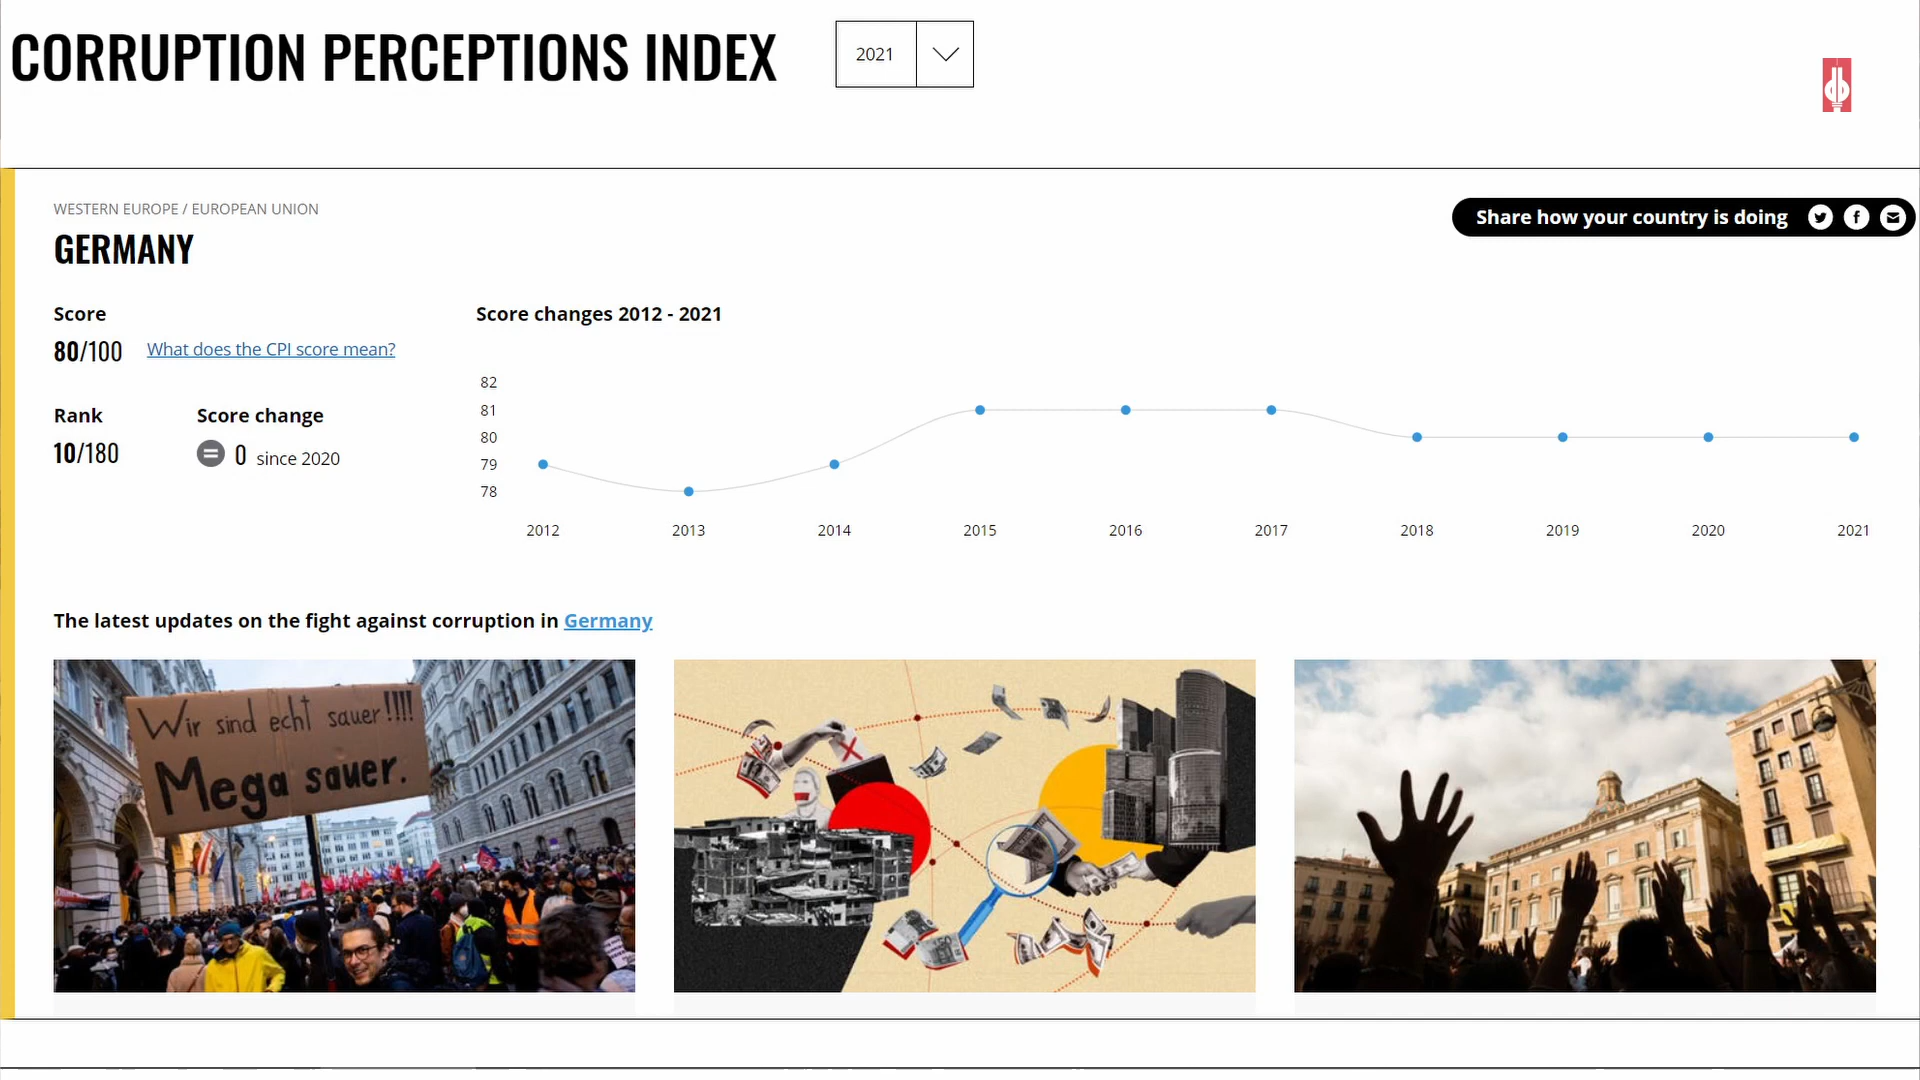 CORRUPTION PERCEPTIONS INDEX
2021
WESTERN EUROPE / EUROPEAN UNION
GERMANY
Share how your country is doing
Score
80/100
What does the CPI score mean?
Rank
10/180
Score change
0 since 2020
Score changes 2012 - 2021
82
81
80
79
78
2012
2013
2014
2015
2016
2017
2018
2019
2020
2021
The latest updates on the fight against corruption in Germany
Wir sind echt sauer!!!!
Mega sauer.